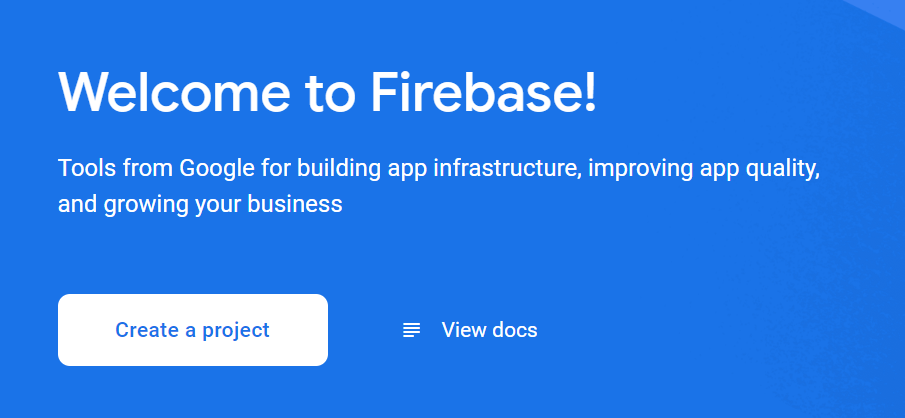 Welcome to Firebase!
Tools from Google for building app infrastructure, improving app quality,
and growing your business
Create a project
View docs